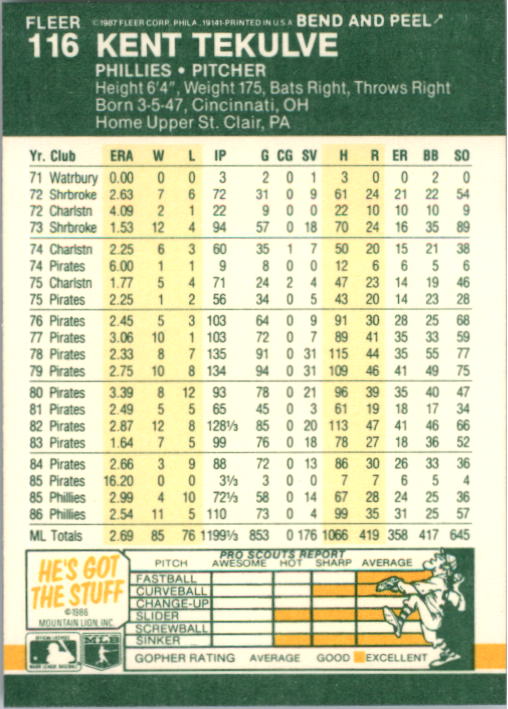 FLEER ©1987 FLEER CORP., PHILA., 19141-PRINTED IN U.S.A. BEND AND PEEL
116 KENT TEKULVE
PHILLIES • PITCHER
Height 6'4", Weight 175, Bats Right, Throws Right
Born 3-5-47, Cincinnati, OH
Home Upper St. Clair, PA
Yr. Club ERA W L IP G CG SV H R ER BB SO
71 Watrbury 0.00 0 0 3 2 0 1 3 0 0 2 0
72 Shrbroke 2.63 7 6 72 31 0 9 61 24 21 22 54
72 Charlstn 4.09 2 1 22 9 0 0 22 10 10 10 9
73 Shrbroke 1.53 12 4 94 57 0 18 70 24 16 35 89
74 Charlstn 2.25 6 3 60 35 1 7 50 20 15 21 38
74 Pirates 6.00 1 1 9 8 0 0 12 6 6 5 6
75 Charlstn 1.77 5 4 71 24 2 4 47 23 14 19 46
75 Pirates 2.25 1 2 56 34 0 5 43 20 14 23 28
76 Pirates 2.45 5 3 103 64 0 9 91 30 28 25 68
77 Pirates 3.06 10 1 103 72 0 7 89 41 35 33 59
78 Pirates 2.33 8 7 135 91 0 31 115 44 35 55 77
79 Pirates 2.75 10 8 134 94 0 31 109 46 41 49 75
80 Pirates 3.39 8 12 93 78 0 21 96 39 35 40 47
81 Pirates 2.49 5 5 65 45 0 3 61 19 18 17 34
82 Pirates 2.87 12 8 128⅓ 85 0 20 113 47 41 46 66
83 Pirates 1.64 7 5 99 76 0 18 78 27 18 36 52
84 Pirates 2.66 3 9 88 72 0 13 86 30 26 33 36
85 Pirates 16.20 0 0 3⅓ 3 0 0 7 7 6 5 4
85 Phillies 2.99 4 10 72⅓ 58 0 14 67 28 24 25 36
86 Phillies 2.54 11 5 110 73 0 4 99 35 31 25 57
ML Totals 2.69 85 76 1199⅓ 853 0 176 1066 419 358 417 645
HE'S GOT
THE STUFF
©1986
MOUNTAIN LION, INC.
PRO SCOUTS REPORT
PITCH AWESOME HOT SHARP AVERAGE
FASTBALL
CURVEBALL
CHANGE-UP
SLIDER
SCREWBALL
SINKER
GOPHER RATING AVERAGE GOOD EXCELLENT
MAJOR LEAGUE BASEBALL
MLB